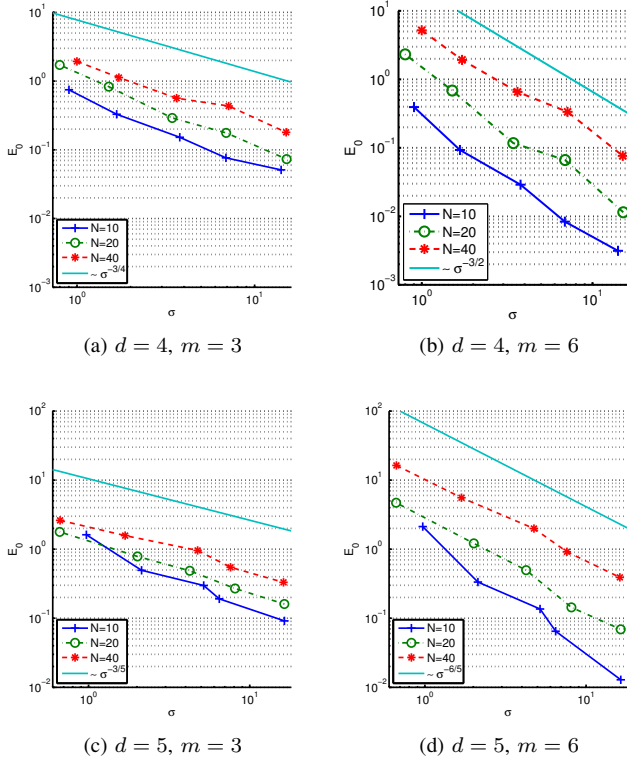 10^1
10^0
10^-1
10^-2
10^-3
E_0
N=10
N=20
N=40
~ σ^-3/4
10^0 10^1
σ
(a) d = 4, m = 3
10^1
10^0
10^-1
10^-2
10^-3
E_0
N=10
N=20
N=40
~ σ^-3/2
10^0 10^1
σ
(b) d = 4, m = 6
10^2
10^1
10^0
10^-1
10^-2
E_0
N=10
N=20
N=40
~ σ^-3/5
10^0 10^1
σ
(c) d = 5, m = 3
10^2
10^1
10^0
10^-1
10^-2
E_0
N=10
N=20
N=40
~ σ^-6/5
10^0 10^1
σ
(d) d = 5, m = 6